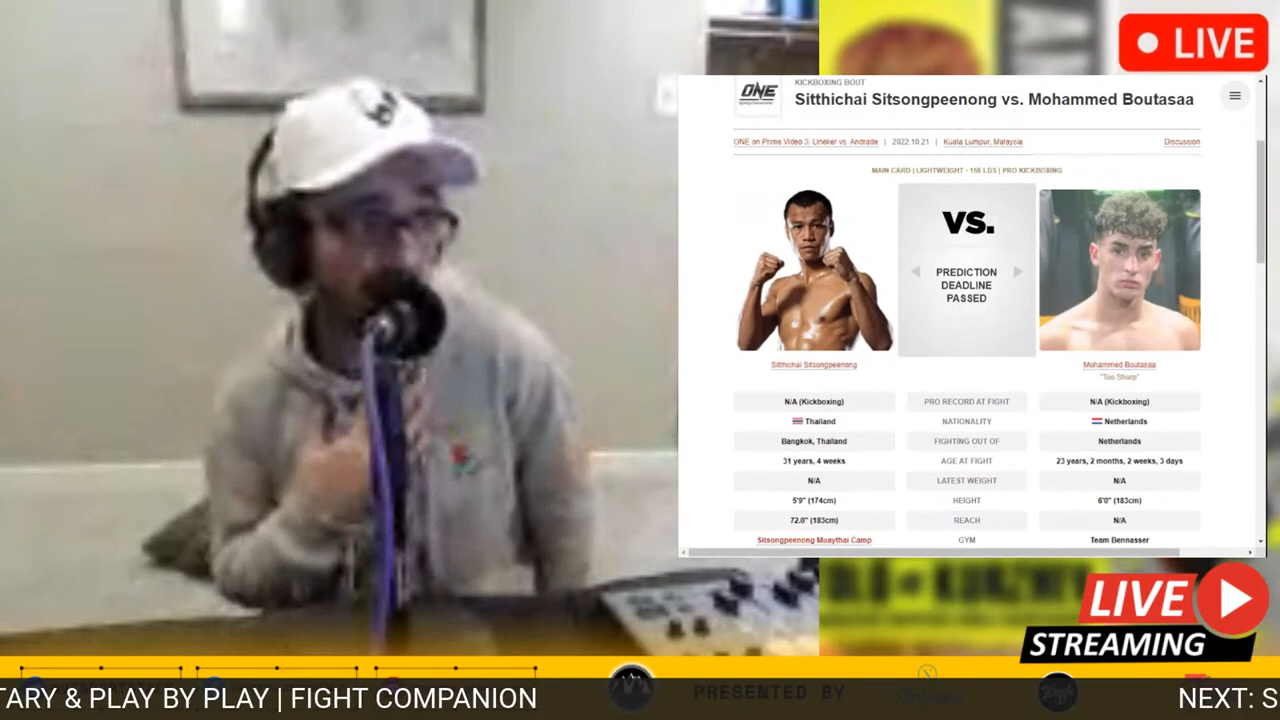 LIVE
KICKBOXING BOUT
ONE
Sitthichai Sitsongpeenong vs. Mohammed Boutasaa
ONE on Prime Video 3: Lineker vs. Andrade | 2022.10.21 | Kuala Lumpur, Malaysia
Discussion
MAIN CARD | LIGHTWEIGHT · 155 LBS | PRO KICKBOXING
VS.
PREDICTION
DEADLINE
PASSED
Sitthichai Sitsongpeenong
Mohammed Boutasaa
"Too Sharp"
N/A (Kickboxing) PRO RECORD AT FIGHT N/A (Kickboxing)
Thailand NATIONALITY Netherlands
Bangkok, Thailand FIGHTING OUT OF Netherlands
31 years, 4 weeks AGE AT FIGHT 23 years, 2 months, 2 weeks, 3 days
N/A LATEST WEIGHT N/A
5'9" (174cm) HEIGHT 6'0" (183cm)
72.0" (183cm) REACH N/A
Sitsongpeenong Muaythai Camp GYM Team Bennasser
LIVE
STREAMING
PRESENTED BY
TARY & PLAY BY PLAY | FIGHT COMPANION
NEXT: S